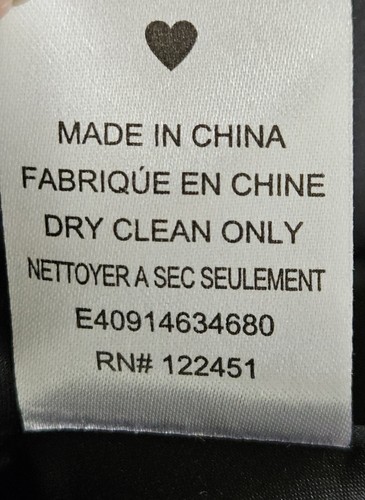 MADE IN CHINA
FABRIQÚE EN CHINE
DRY CLEAN ONLY
NETTOYER A SEC SEULEMENT
E40914634680
RN# 122451